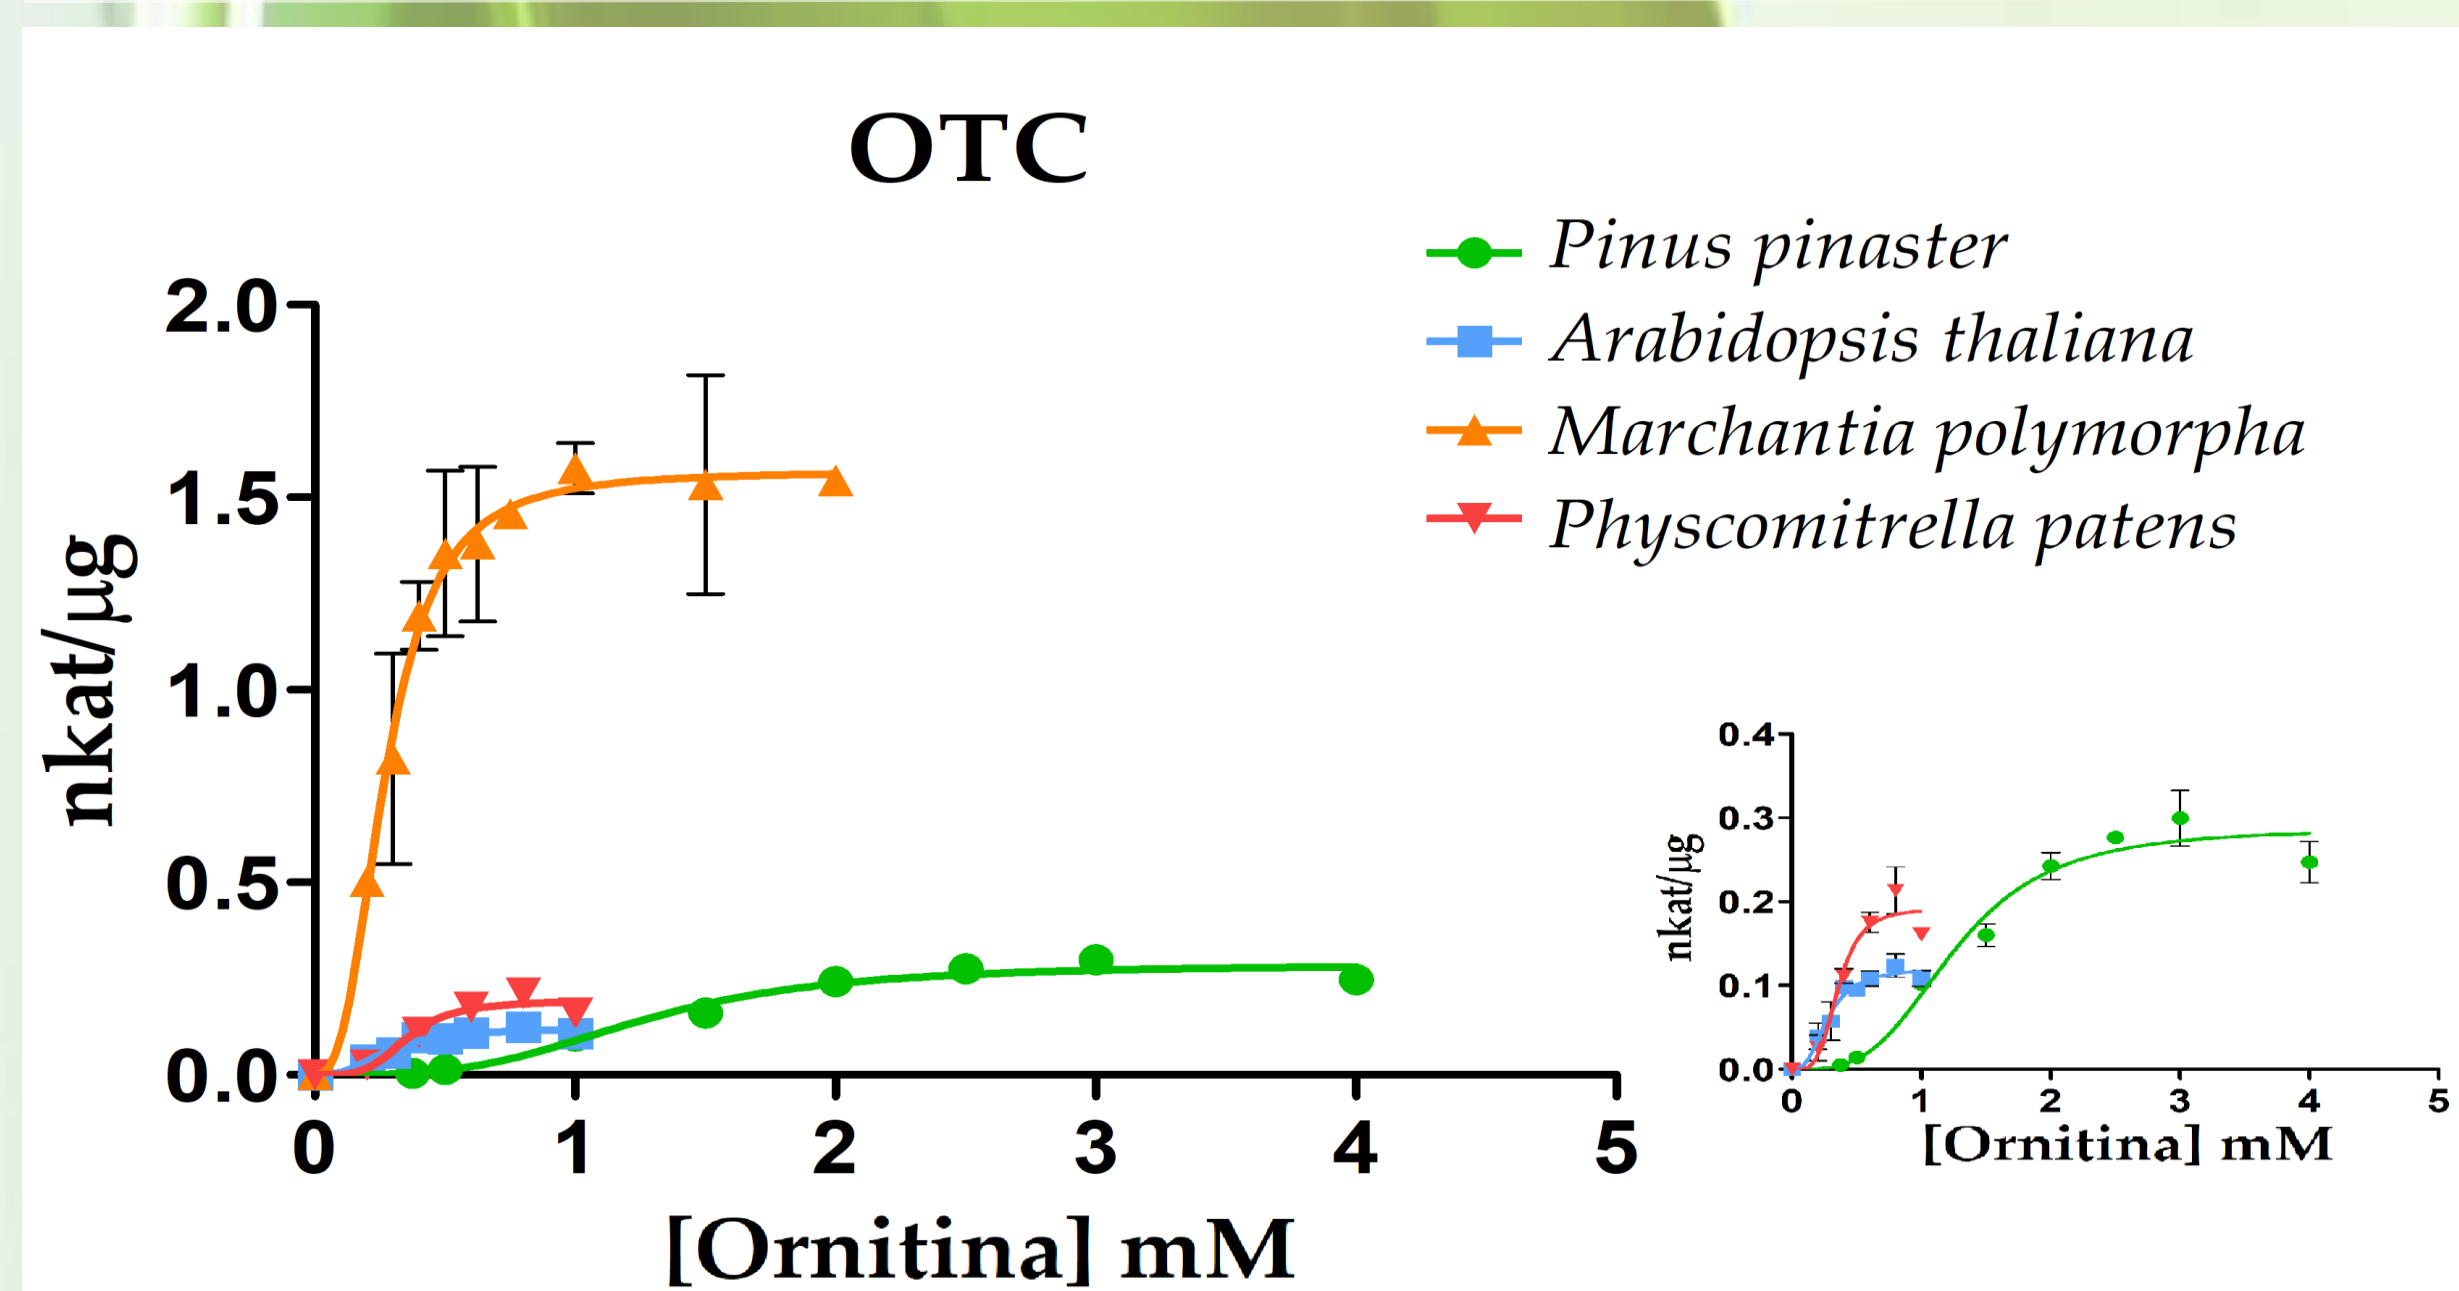 OTC
Pinus pinaster
Arabidopsis thaliana
Marchantia polymorpha
Physcomitrella patens
nkat/µg
2.0
1.5
1.0
0.5
0.0
0 1 2 3 4 5
[Ornitina] mM
nkat/µg
0.4
0.3
0.2
0.1
0.0
0 1 2 3 4 5
[Ornitina] mM